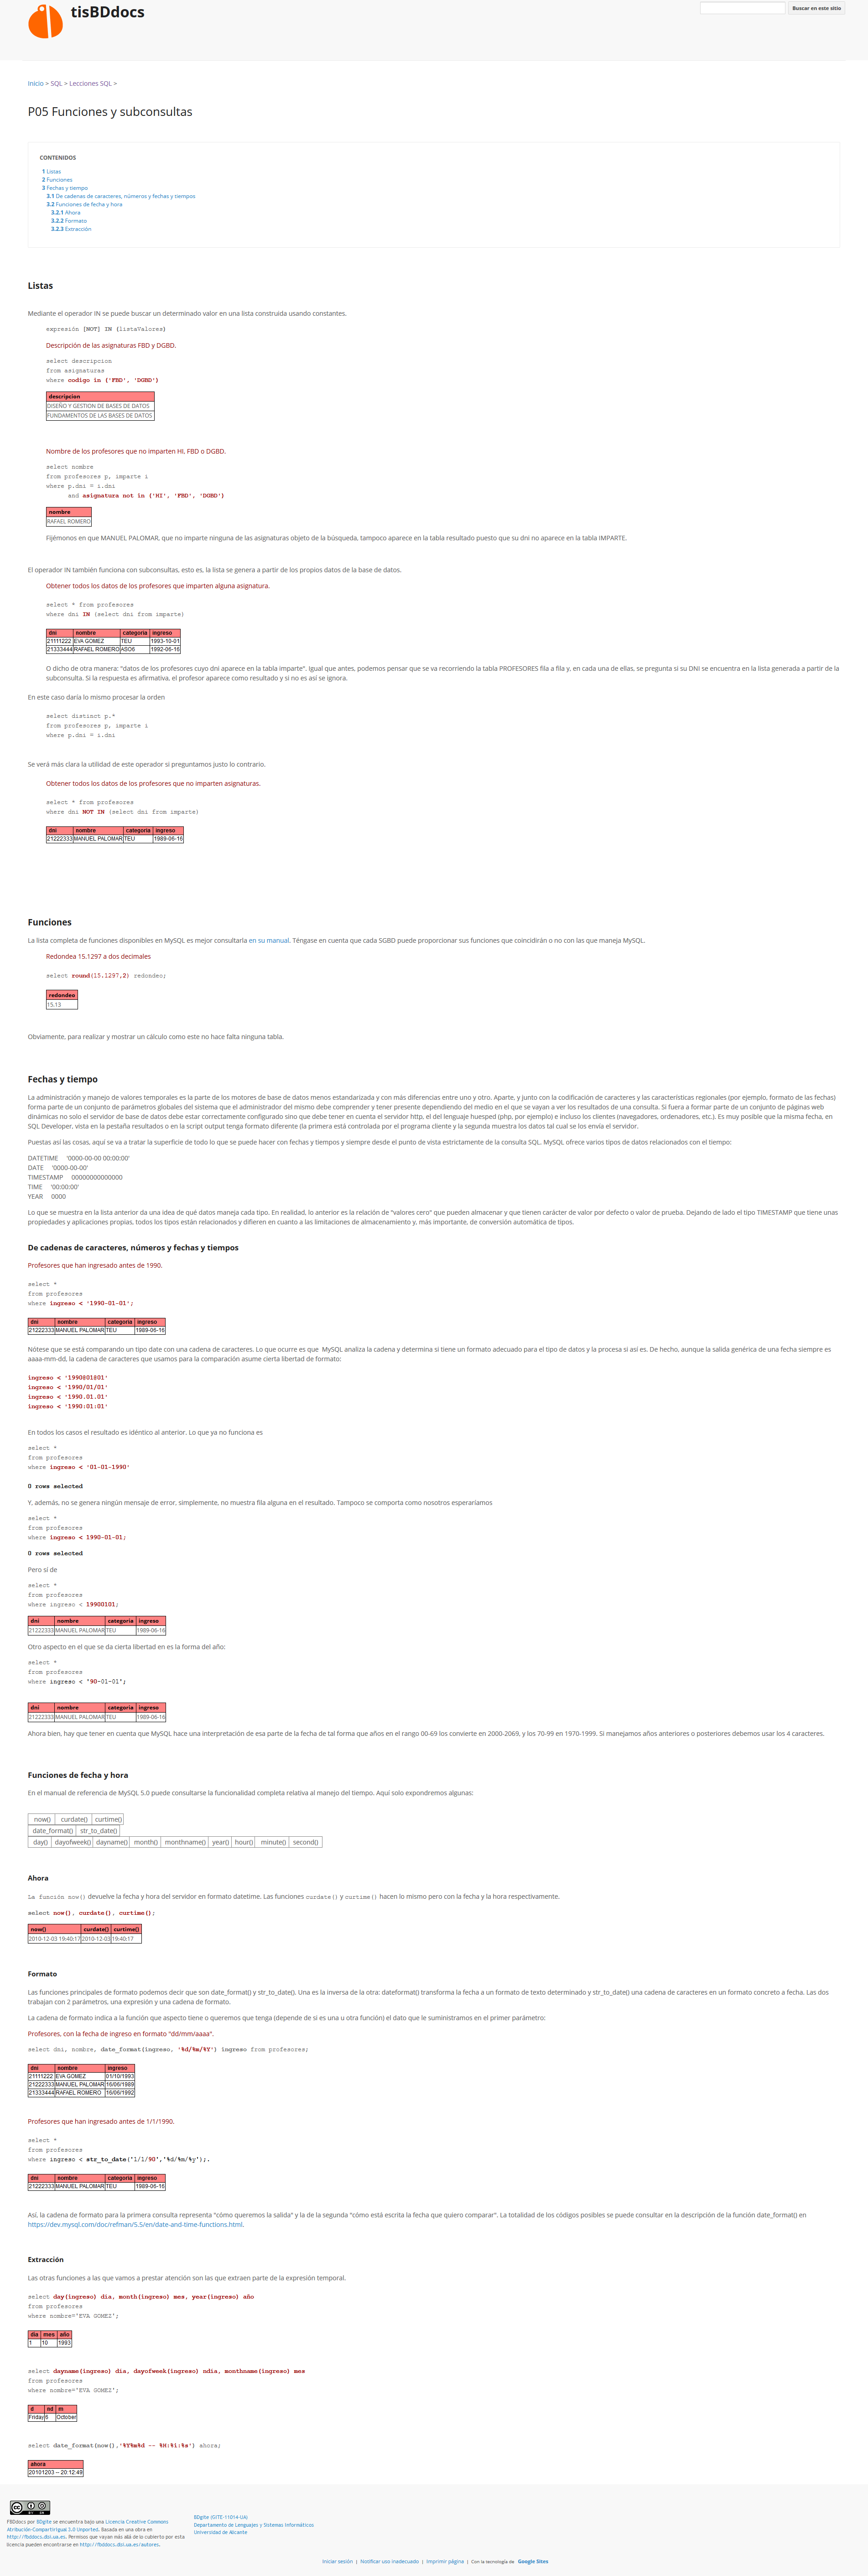 tisBDdocs
Buscar en este sitio
Inicio > SQL > Lecciones SQL >
P05 Funciones y subconsultas
CONTENIDOS
1 Listas
2 Funciones
3 Fechas y tiempo
3.1 De cadenas de caracteres, números y fechas y tiempos
3.2 Funciones de fecha y hora
3.2.1 Ahora
3.2.2 Formato
3.2.3 Extracción
Listas
Mediante el operador IN se puede buscar un determinado valor en una lista construida usando constantes.
expresión [NOT] IN (listaValores)
Descripción de las asignaturas FBD y DGBD.
select descripcion
from asignaturas
where codigo in ('FBD', 'DGBD')
descripcion
DISEÑO Y GESTION DE BASES DE DATOS
FUNDAMENTOS DE LAS BASES DE DATOS
Nombre de los profesores que no imparten HI, FBD o DGBD.
select nombre
from profesores p, imparte i
where p.dni = i.dni
and asignatura not in ('HI', 'FBD', 'DGBD')
nombre
RAFAEL ROMERO
Fijémonos en que MANUEL PALOMAR, que no imparte ninguna de las asignaturas objeto de la búsqueda, tampoco aparece en la tabla resultado puesto que su dni no aparece en la tabla IMPARTE.
El operador IN también funciona con subconsultas, esto es, la lista se genera a partir de los propios datos de la base de datos.
Obtener todos los datos de los profesores que imparten alguna asignatura.
select * from profesores
where dni IN (select dni from imparte)
dni nombre categoria ingreso
21111222 EVA GOMEZ TEU 1993-10-01
21333444 RAFAEL ROMERO ASO6 1992-06-16
O dicho de otra manera: "datos de los profesores cuyo dni aparece en la tabla imparte". Igual que antes, podemos pensar que se va recorriendo la tabla PROFESORES fila a fila y, en cada una de ellas, se pregunta si su DNI se encuentra en la lista generada a partir de la
subconsulta. Si la respuesta es afirmativa, el profesor aparece como resultado y si no es así se ignora.
En este caso daría lo mismo procesar la orden
select distinct p.*
from profesores p, imparte i
where p.dni = i.dni
Se verá más clara la utilidad de este operador si preguntamos justo lo contrario.
Obtener todos los datos de los profesores que no imparten asignaturas.
select * from profesores
where dni NOT IN (select dni from imparte)
dni nombre categoria ingreso
21222333 MANUEL PALOMAR TEU 1989-06-16
Funciones
La lista completa de funciones disponibles en MySQL es mejor consultarla en su manual. Téngase en cuenta que cada SGBD puede proporcionar sus funciones que coincidirán o no con las que maneja MySQL.
Redondea 15,1297 a dos decimales
select round(15.1297,2) redondeo;
redondeo
15.13
Obviamente, para realizar y mostrar un cálculo como este no hace falta ninguna tabla.
Fechas y tiempo
La administración y manejo de valores temporales es la parte de los motores de base de datos menos estandarizada y con más diferencias entre uno y otro. Aparte, y junto con la codificación de caracteres y las características regionales (por ejemplo, formato de las fechas)
forma parte de un conjunto de parámetros globales del sistema que el administrador del mismo debe comprender y tener presente dependiendo del medio en el que se vayan a ver los resultados de una consulta. Si fuera a formar parte de un conjunto de páginas web
dinámicas no solo el servidor de base de datos debe estar correctamente configurado sino que debe tener en cuenta el servidor http, el del lenguaje huesped (php, por ejemplo) e incluso los clientes (navegadores, ordenadores, etc.). Es muy posible que la misma fecha, en
SQL Developer, vista en la pestaña resultados o en la script output tenga formato diferente (la primera está controlada por el programa cliente y la segunda muestra los datos tal cual se los envía el servidor.
Puestas así las cosas, aquí se va a tratar la superficie de todo lo que se puede hacer con fechas y tiempos y siempre desde el punto de vista estrictamente de la consulta SQL. MySQL ofrece varios tipos de datos relacionados con el tiempo:
DATETIME '0000-00-00 00:00:00'
DATE '0000-00-00'
TIMESTAMP 00000000000000
TIME '00:00:00'
YEAR 0000
Lo que se muestra en la lista anterior da una idea de qué datos maneja cada tipo. En realidad, lo anterior es la relación de "valores cero" que pueden almacenar y que tienen carácter de valor por defecto o valor de prueba. Dejando de lado el tipo TIMESTAMP que tiene unas
propiedades y aplicaciones propias, todos los tipos están relacionados y difieren en cuanto a las limitaciones de almacenamiento y, más importante, de conversión automática de tipos.
De cadenas de caracteres, números y fechas y tiempos
Profesores que han ingresado antes de 1990.
select *
from profesores
where ingreso < '1990-01-01';
dni nombre categoria ingreso
21222333 MANUEL PALOMAR TEU 1989-06-16
Nótese que se está comparando un tipo date con una cadena de caracteres. Lo que ocurre es que MySQL analiza la cadena y determina si tiene un formato adecuado para el tipo de datos y la procesa si así es. De hecho, aunque la salida genérica de una fecha siempre es
aaaa-mm-dd, la cadena de caracteres que usamos para la comparación asume cierta libertad de formato:
ingreso < '1990@01@01'
ingreso < '1990/01/01'
ingreso < '1990.01.01'
ingreso < '1990:01:01'
En todos los casos el resultado es idéntico al anterior. Lo que ya no funciona es
select *
from profesores
where ingreso < '01-01-1990'
0 rows selected
Y, además, no se genera ningún mensaje de error, simplemente, no muestra fila alguna en el resultado. Tampoco se comporta como nosotros esperaríamos
select *
from profesores
where ingreso < 1990-01-01;
0 rows selected
Pero sí de
select *
from profesores
where ingreso < 19900101;
dni nombre categoria ingreso
21222333 MANUEL PALOMAR TEU 1989-06-16
Otro aspecto en el que se da cierta libertad en es la forma del año:
select *
from profesores
where ingreso < "90-01-01";
dni nombre categoria ingreso
21222333 MANUEL PALOMAR TEU 1989-06-16
Ahora bien, hay que tener en cuenta que MySQL hace una interpretación de esa parte de la fecha de tal forma que años en el rango 00-69 los convierte en 2000-2069, y los 70-99 en 1970-1999. Si manejamos años anteriores o posteriores debemos usar los 4 caracteres.
Funciones de fecha y hora
En el manual de referencia de MySQL 5.0 puede consultarse la funcionalidad completa relativa al manejo del tiempo. Aquí solo expondremos algunas:
now() curdate() curtime()
date_format() str_to_date()
day() dayofweek() dayname() month() monthname() year() hour() minute() second()
Ahora
La función now() devuelve la fecha y hora del servidor en formato datetime. Las funciones curdate() y curtime() hacen lo mismo pero con la fecha y la hora respectivamente.
select now(), curdate(), curtime();
now() curdate() curtime()
2010-12-03 19:40:17 2010-12-03 19:40:17
Formato
Las funciones principales de formato podemos decir que son date_format() y str_to_date(). Una es la inversa de la otra: dateformat() transforma la fecha a un formato de texto determinado y str_to_date() una cadena de caracteres en un formato concreto a fecha. Las dos
trabajan con 2 parámetros, una expresión y una cadena de formato.
La cadena de formato indica a la función que aspecto tiene o queremos que tenga (depende de si es una u otra función) el dato que le suministramos en el primer parámetro:
Profesores, con la fecha de ingreso en formato "dd/mm/aaaa".
select dni, nombre, date_format(ingreso, '%d/%m/%Y') ingreso from profesores;
dni nombre ingreso
21111222 EVA GOMEZ 01/10/1993
21222333 MANUEL PALOMAR 16/06/1989
21333444 RAFAEL ROMERO 16/06/1992
Profesores que han ingresado antes de 1/1/1990.
select *
from profesores
where ingreso < str_to_date('1/1/90','%d/%m/%y');.
dni nombre categoria ingreso
21222333 MANUEL PALOMAR TEU 1989-06-16
Así, la cadena de formato para la primera consulta representa "cómo queremos la salida" y la de la segunda "cómo está escrita la fecha que quiero comparar". La totalidad de los códigos posibles se puede consultar en la descripción de la función date_format() en
https://dev.mysql.com/doc/refman/5.5/en/date-and-time-functions.html.
Extracción
Las otras funciones a las que vamos a prestar atención son las que extraen parte de la expresión temporal.
select day(ingreso) dia, month(ingreso) mes, year(ingreso) año
from profesores
where nombre='EVA GOMEZ';
dia mes año
1 10 1993
select dayname(ingreso) dia, dayofweek(ingreso) ndia, monthname(ingreso) mes
from profesores
where nombre='EVA GOMEZ';
d nd m
Friday 6 October
select date_format(now(),'%Y%m%d -- %H:%i:%s') ahora;
ahora
20101203 -- 20:12:49
FBDdocs por BDgite se encuentra bajo una Licencia Creative Commons
Atribución-CompartirIgual 3.0 Unported. Basada en una obra en
http://fbddocs.dlsi.ua.es. Permisos que vayan más allá de lo cubierto por esta
licencia pueden encontrarse en http://fbddocs.dlsi.ua.es/autores.
BDgite (GITE-11014-UA)
Departamento de Lenguajes y Sistemas Informáticos
Universidad de Alicante
Iniciar sesión | Notificar uso inadecuado | Imprimir página | Con la tecnología de Google Sites